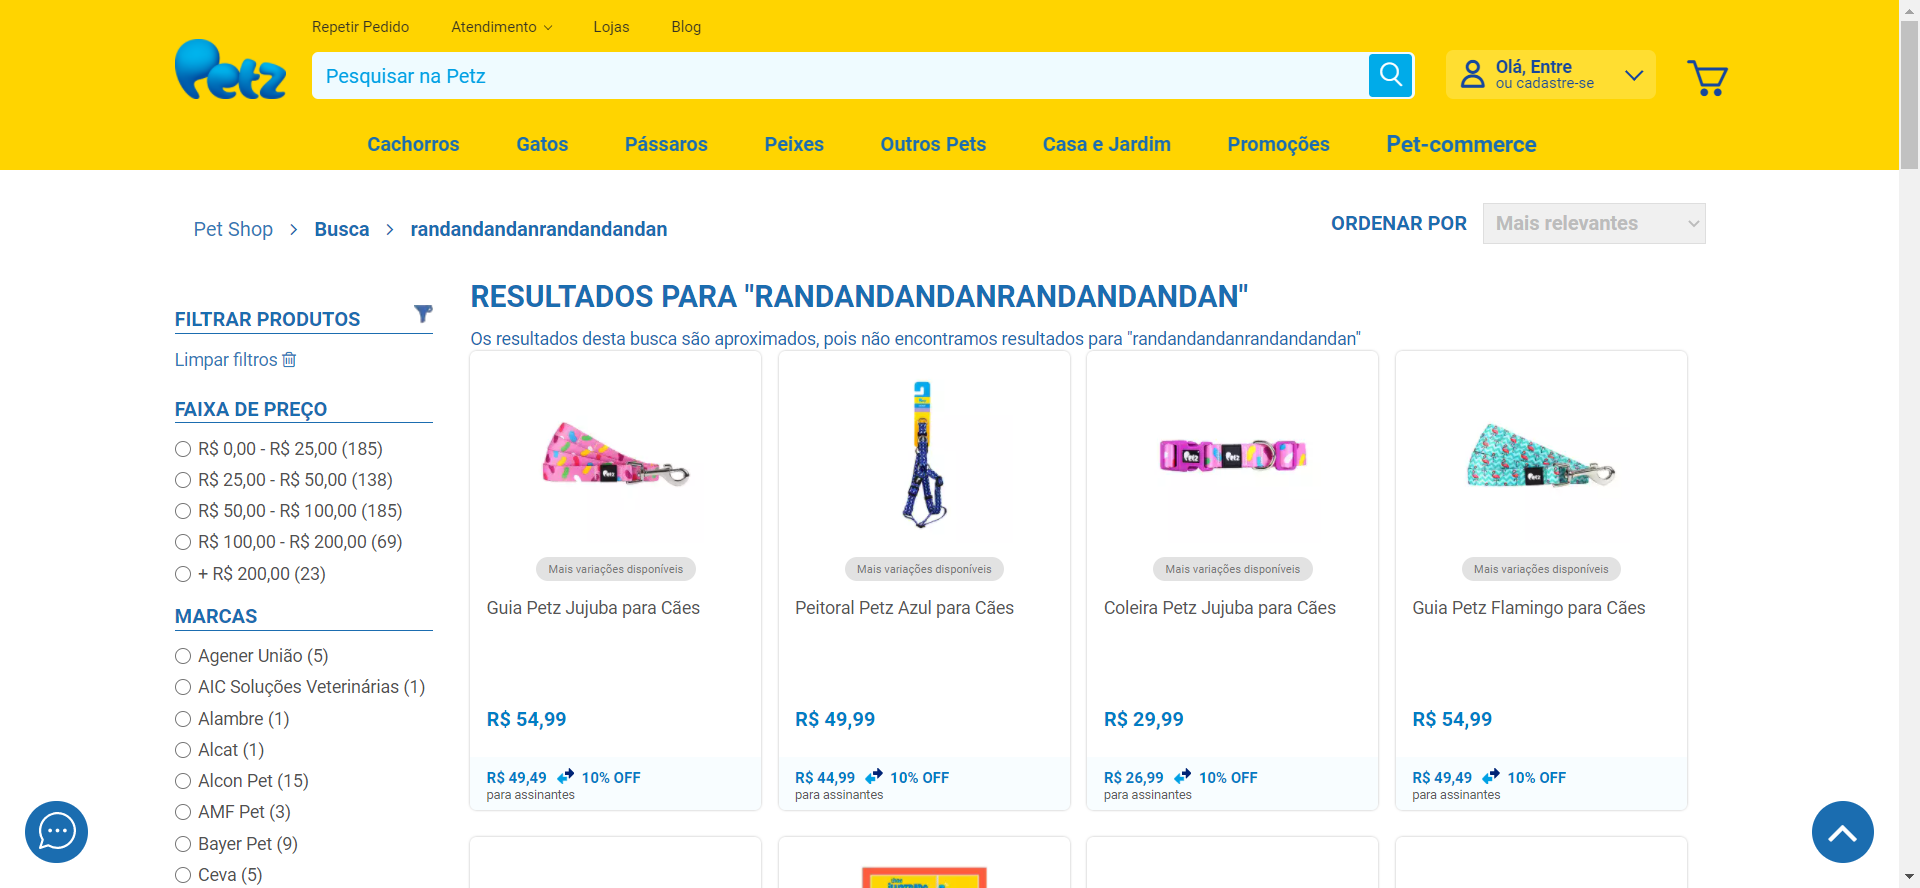 Repetir Pedido Atendimento Lojas Blog
Petz
Pesquisar na Petz
Olá, Entre
ou cadastre-se
Cachorros Gatos Pássaros Peixes Outros Pets Casa e Jardim Promoções Pet-commerce
Pet Shop > Busca > randandandanrandandandan
ORDENAR POR Mais relevantes
FILTRAR PRODUTOS
Limpar filtros
FAIXA DE PREÇO
R$ 0,00 - R$ 25,00 (185)
R$ 25,00 - R$ 50,00 (138)
R$ 50,00 - R$ 100,00 (185)
R$ 100,00 - R$ 200,00 (69)
+ R$ 200,00 (23)
MARCAS
Agener União (5)
AIC Soluções Veterinárias (1)
Alambre (1)
Alcat (1)
Alcon Pet (15)
AMF Pet (3)
Bayer Pet (9)
Ceva (5)
RESULTADOS PARA "RANDANDANDANRANDANDANDAN"
Os resultados desta busca são aproximados, pois não encontramos resultados para "randandandanrandandandan"
Mais variações disponíveis
Guia Petz Jujuba para Cães
R$ 54,99
R$ 49,49 10% OFF
para assinantes
Mais variações disponíveis
Peitoral Petz Azul para Cães
R$ 49,99
R$ 44,99 10% OFF
para assinantes
Mais variações disponíveis
Coleira Petz Jujuba para Cães
R$ 29,99
R$ 26,99 10% OFF
para assinantes
Mais variações disponíveis
Guia Petz Flamingo para Cães
R$ 54,99
R$ 49,49 10% OFF
para assinantes